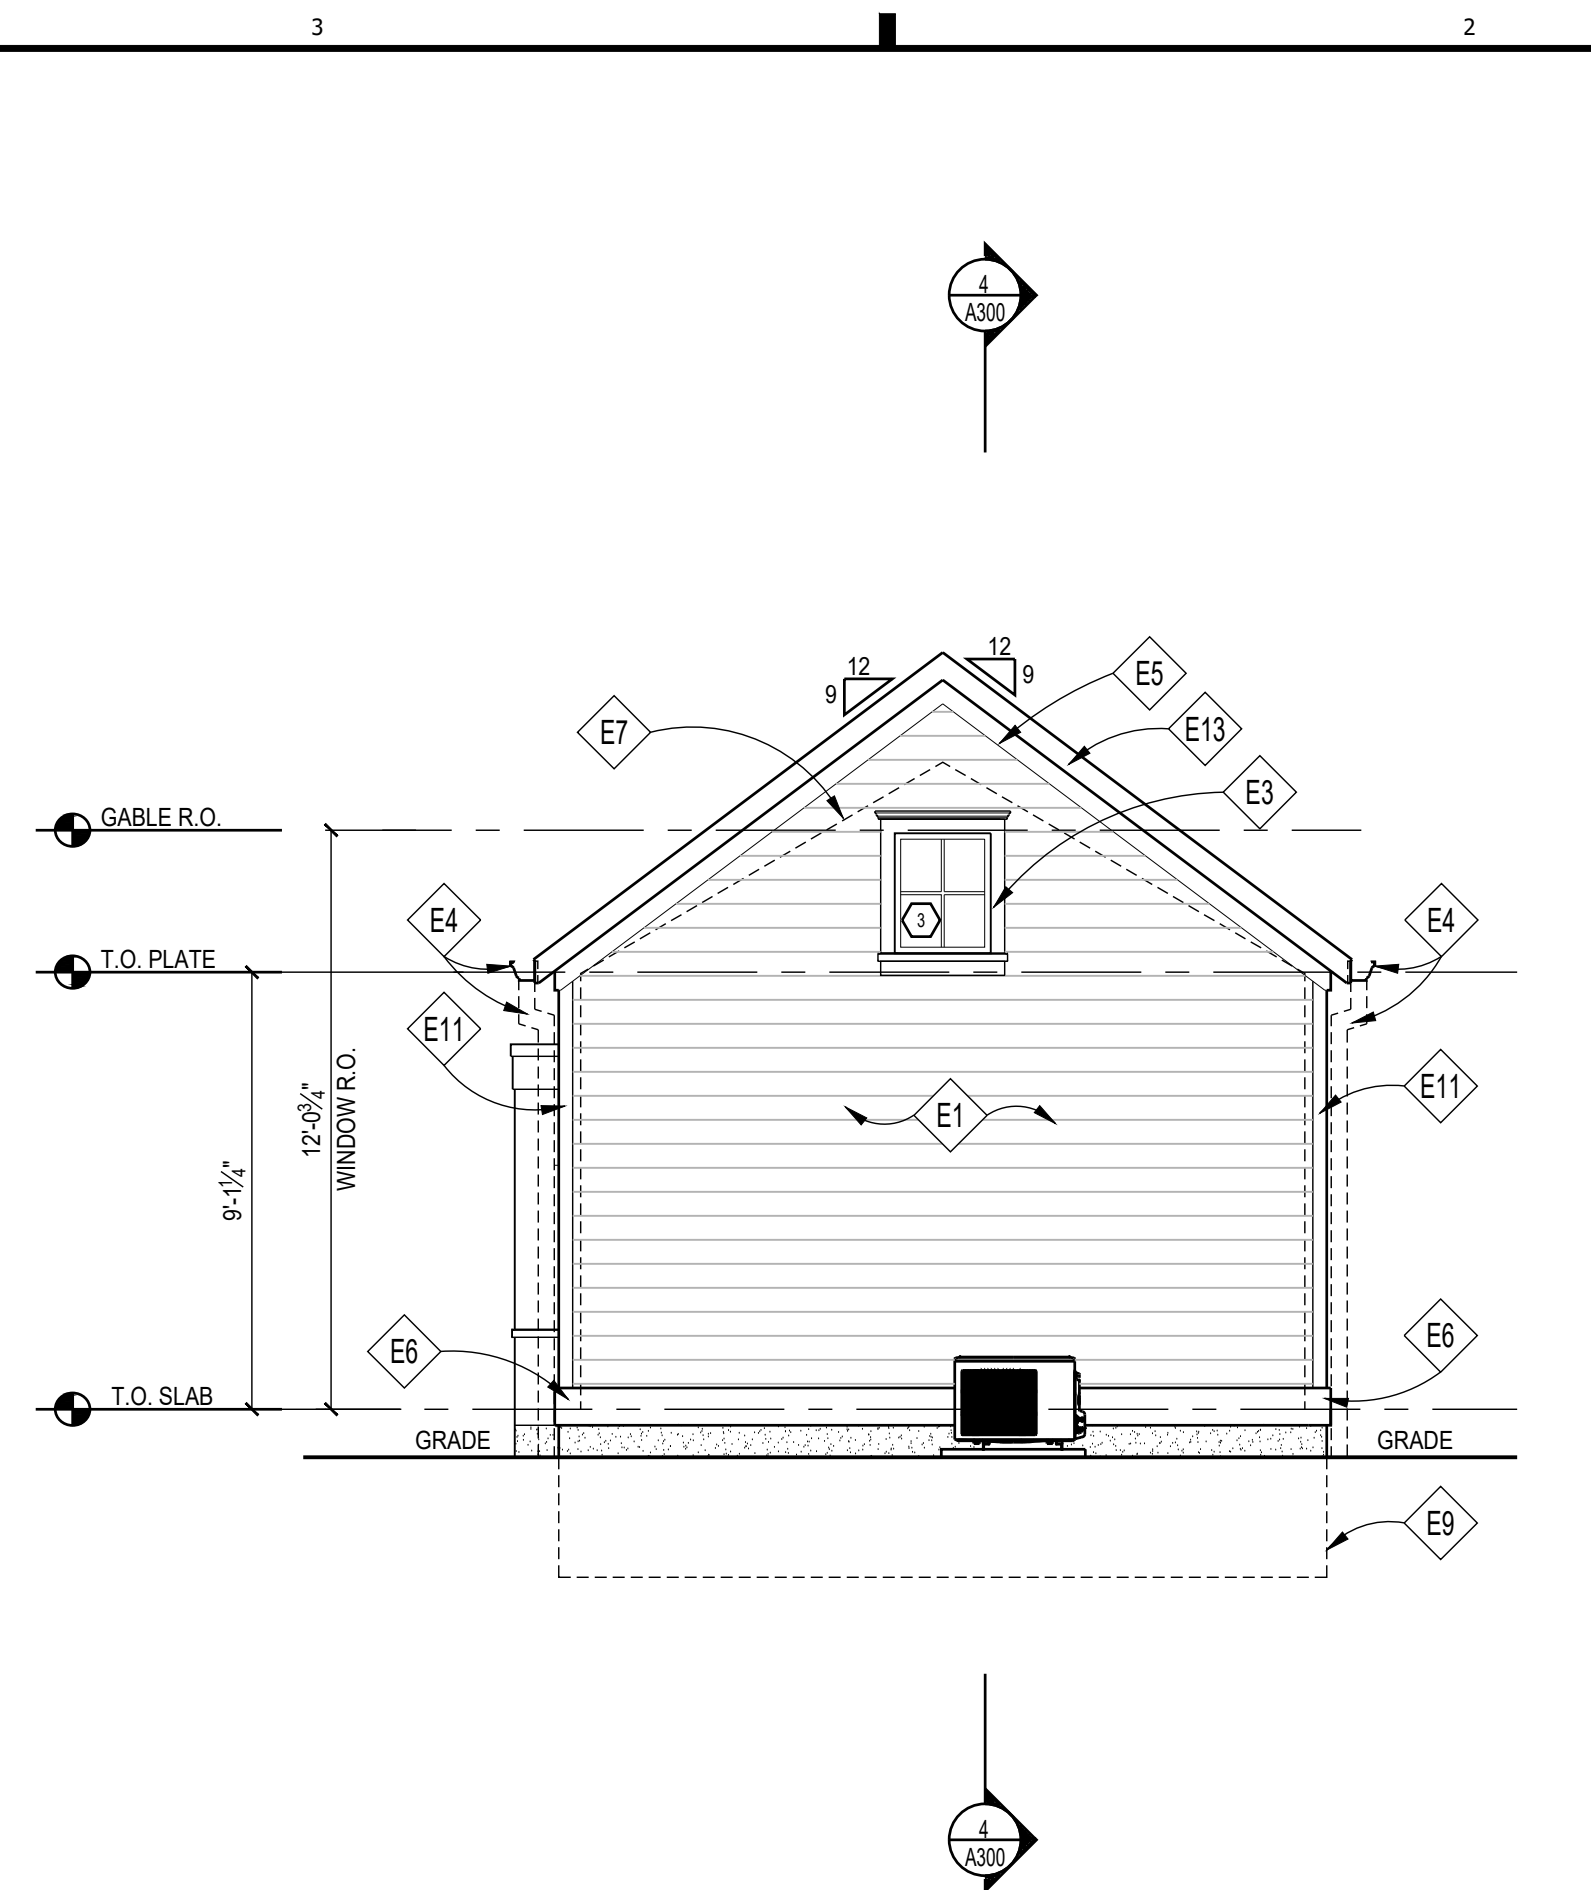 3
2
4
A300
12
9
12
9
E5
E7
E13
E3
GABLE R.O.
3
E4
E4
T.O. PLATE
E11
E11
E1
12'-0¾"
WINDOW R.O.
9'-1¼"
E6
E6
T.O. SLAB
GRADE
GRADE
E9
4
A300